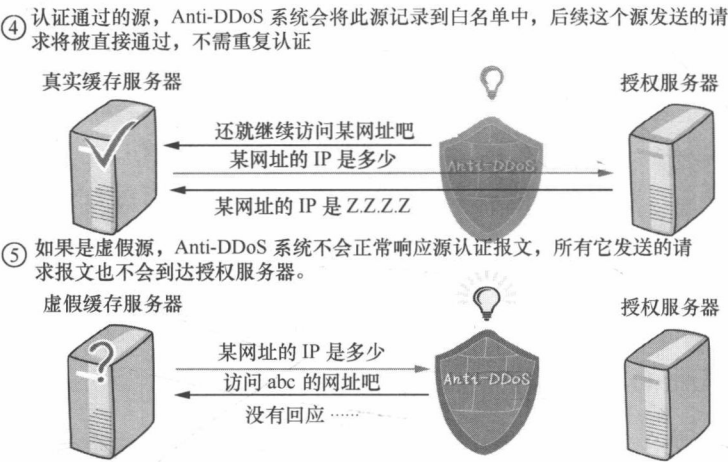 ④ 认证通过的源，Anti-DDoS 系统会将此源记录到白名单中，后续这个源发送的请
求将被直接通过，不需重复认证
真实缓存服务器
授权服务器
还就继续访问某网址吧
某网址的 IP 是多少
Anti-DDoS
某网址的 IP 是 Z.Z.Z.Z
⑤ 如果是虚假源，Anti-DDoS 系统不会正常响应源认证报文，所有它发送的请
求报文也不会到达授权服务器。
虚假缓存服务器
授权服务器
某网址的 IP 是多少
访问 abc 的网址吧
Anti-DDoS
没有回应 ……